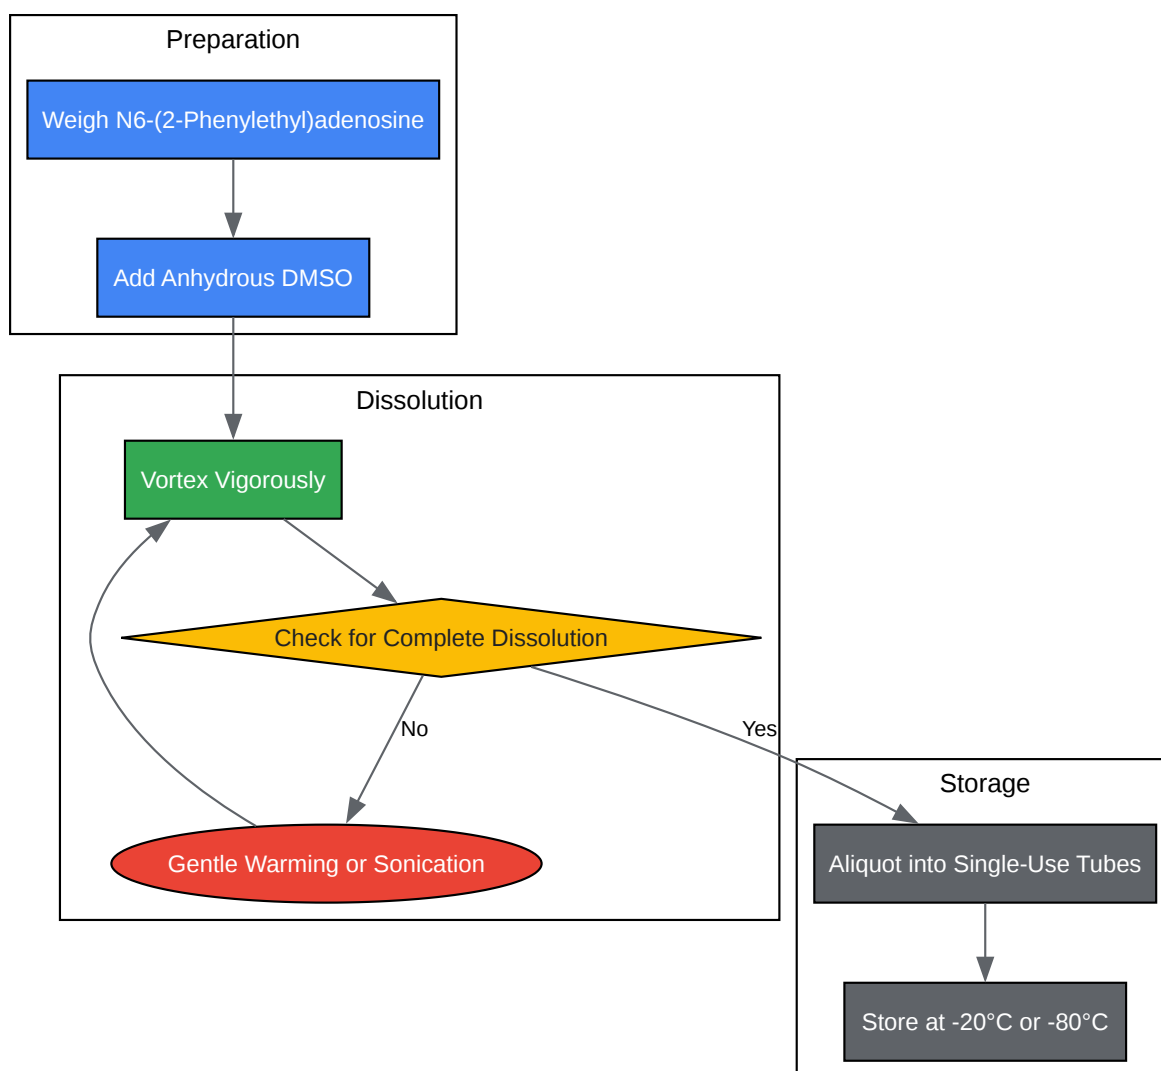 Preparation
Weigh N6-(2-Phenylethyl)adenosine
Add Anhydrous DMSO
Dissolution
Vortex Vigorously
Check for Complete Dissolution
No
Yes
Gentle Warming or Sonication
Storage
Aliquot into Single-Use Tubes
Store at -20°C or -80°C